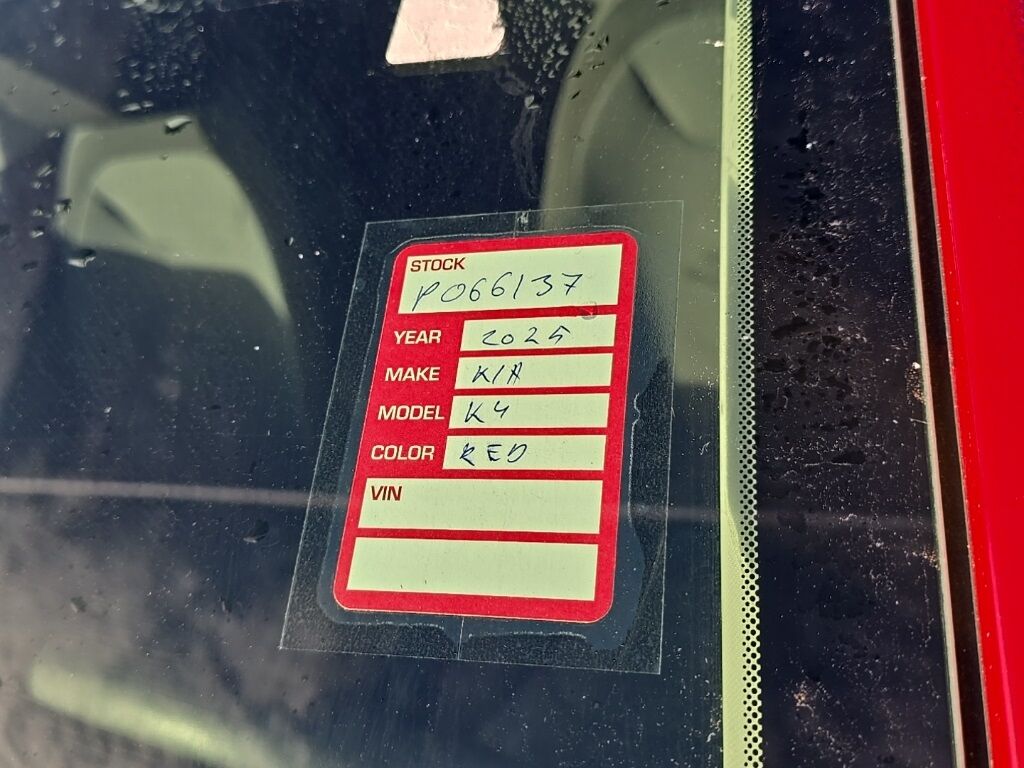 STOCK
P066137
YEAR 2025
MAKE KIA
MODEL K4
COLOR RED
VIN